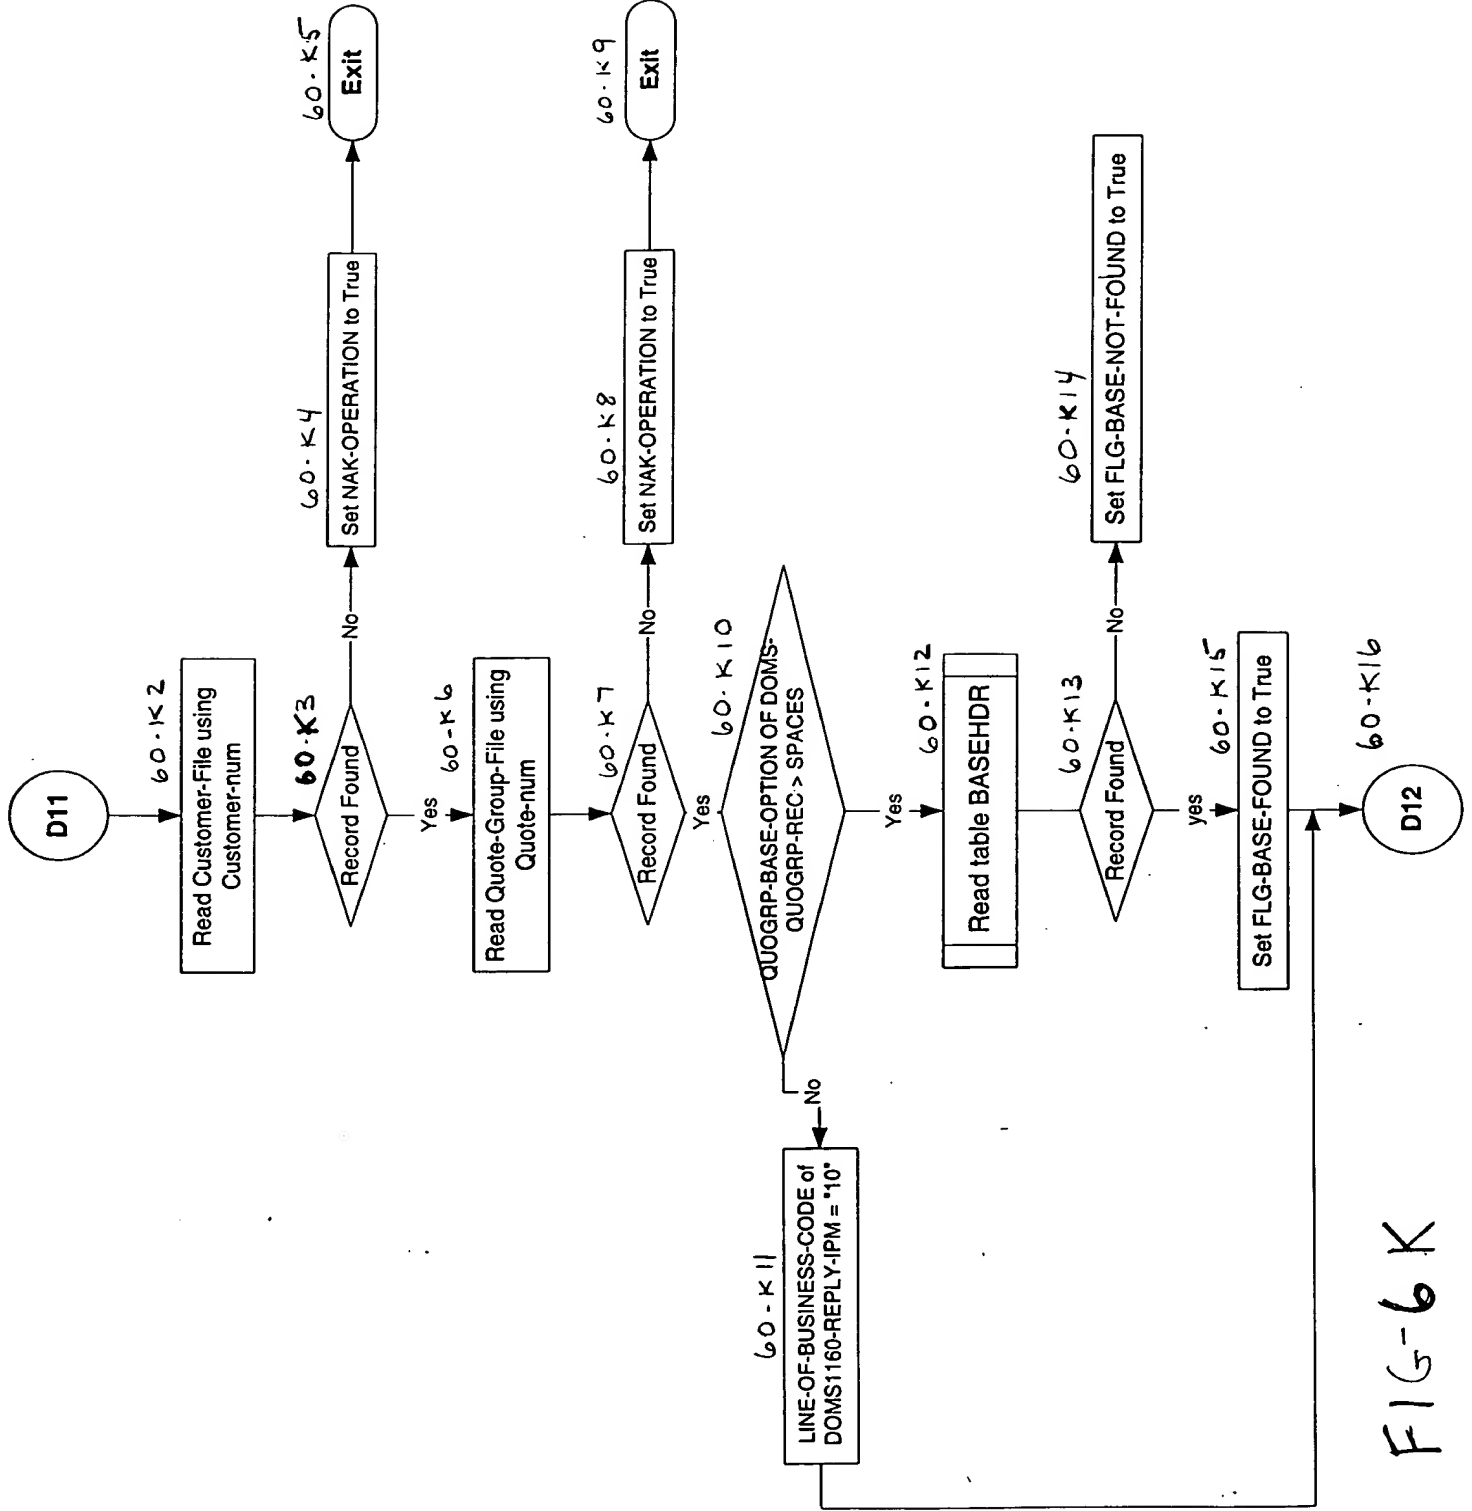 D11
60-K2
Read Customer-File using
Customer-num
60-K3
Record Found
No
60-K4
Set NAK-OPERATION to True
60-K5
Exit
Yes
60-K6
Read Quote-Group-File using
Quote-num
60-K7
Record Found
No
60-K8
Set NAK-OPERATION to True
60-K9
Exit
Yes
60-K10
QUOGRP-BASE-OPTION OF DOMS-
QUOGRP-REC > SPACES
No
60-K11
LINE-OF-BUSINESS-CODE of
DOMS1160-REPLY-IPM = "10"
Yes
60-K12
Read table BASEHDR
60-K13
Record Found
No
60-K14
Set FLG-BASE-NOT-FOUND to True
yes
60-K15
Set FLG-BASE-FOUND to True
60-K16
D12
FIG-6K